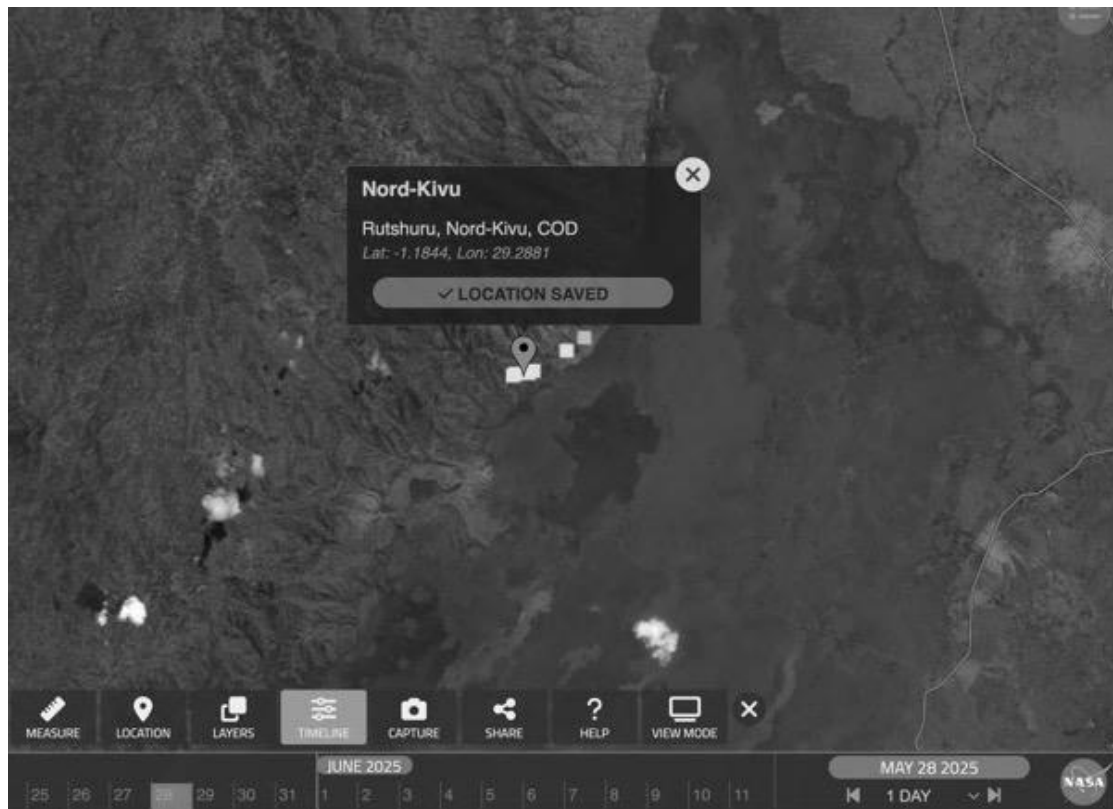 Nord-Kivu
Rutshuru, Nord-Kivu, COD
Lat: -1.1844, Lon: 29.2881
✓ LOCATION SAVED
MEASURE LOCATION LAYERS TIMELINE CAPTURE SHARE ? HELP VIEW MODE
JUNE 2025 MAY 28 2025
25 26 27 28 29 30 31 1 2 3 4 5 6 7 8 9 10 11 1 DAY NASA